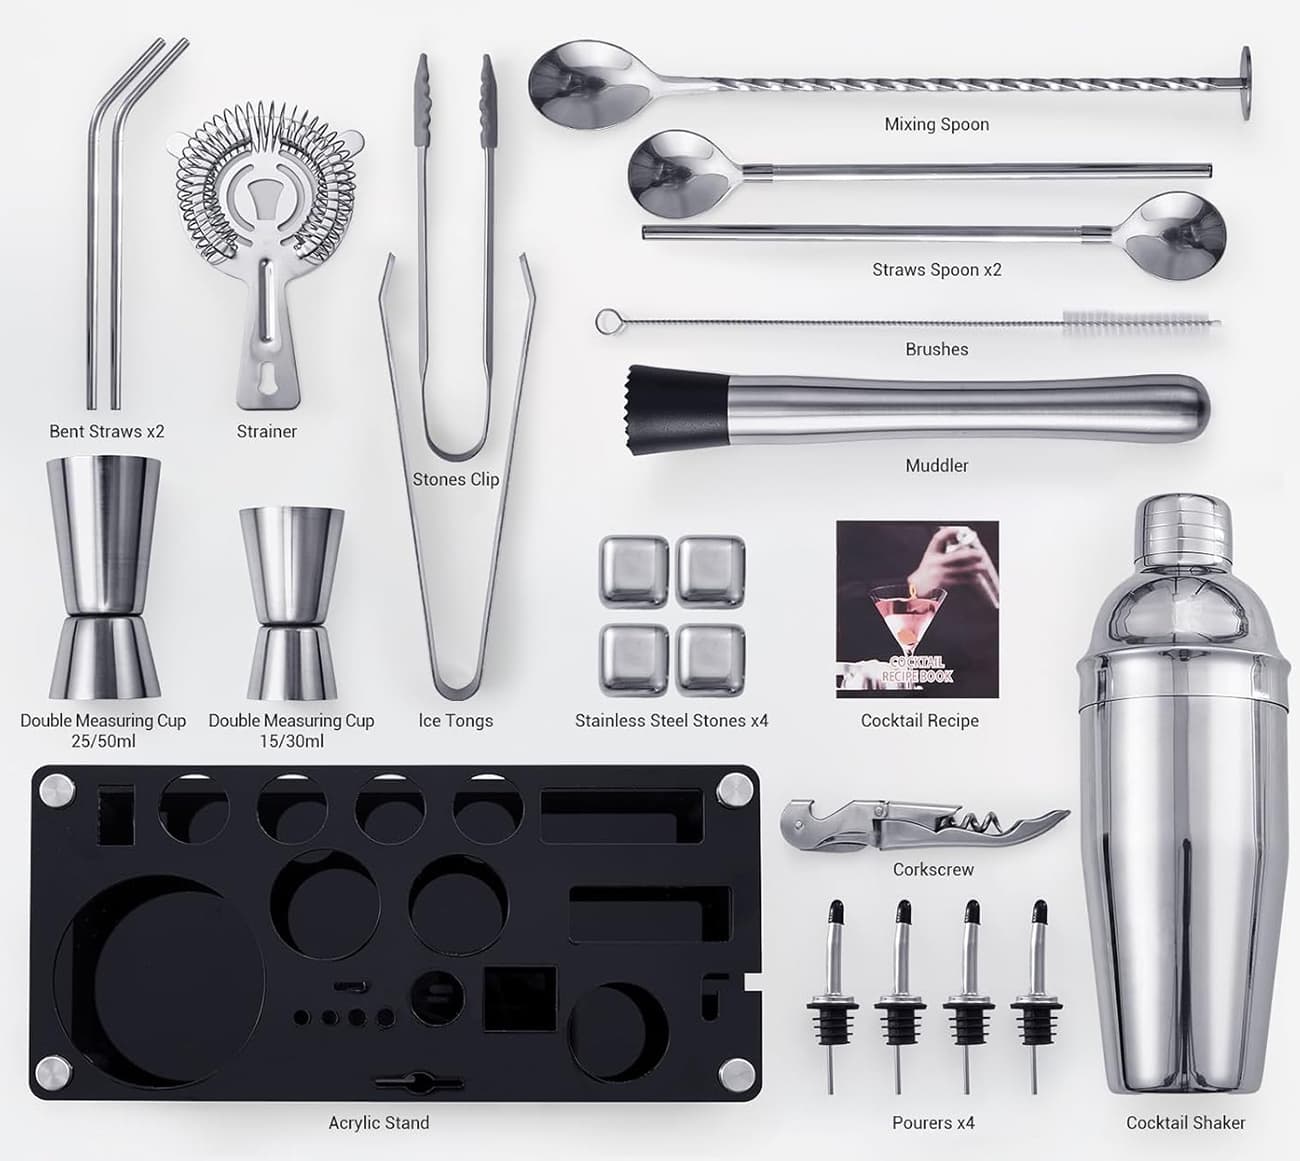 Mixing Spoon
Straws Spoon x2
Brushes
Bent Straws x2
Strainer
Stones Clip
Muddler
COCKTAIL
RECIPE BOOK
Double Measuring Cup
25/50ml
Double Measuring Cup
15/30ml
Ice Tongs
Stainless Steel Stones x4
Cocktail Recipe
Corkscrew
Acrylic Stand
Pourers x4
Cocktail Shaker